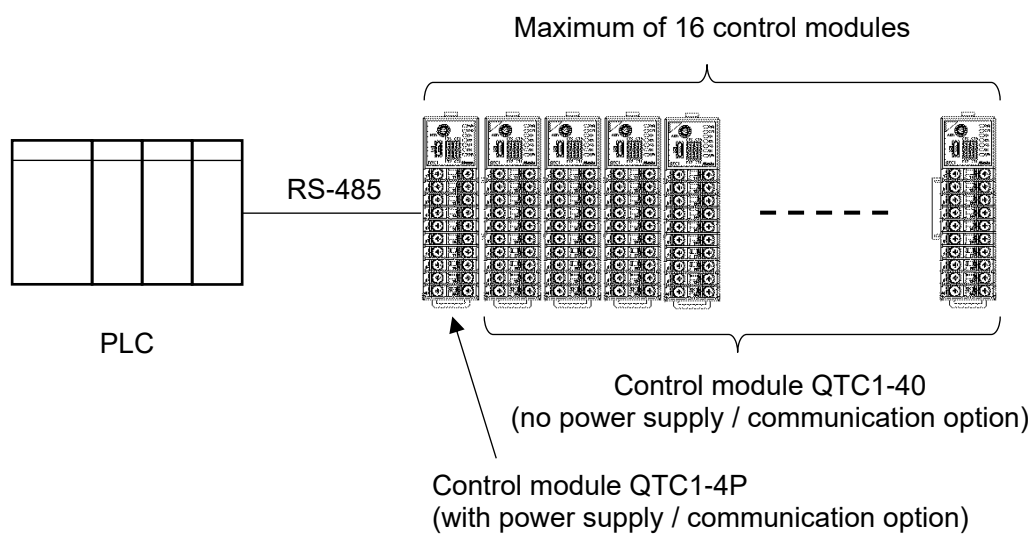 Maximum of 16 control modules
RS-485
PLC
Control module QTC1-40
(no power supply / communication option)
Control module QTC1-4P
(with power supply / communication option)